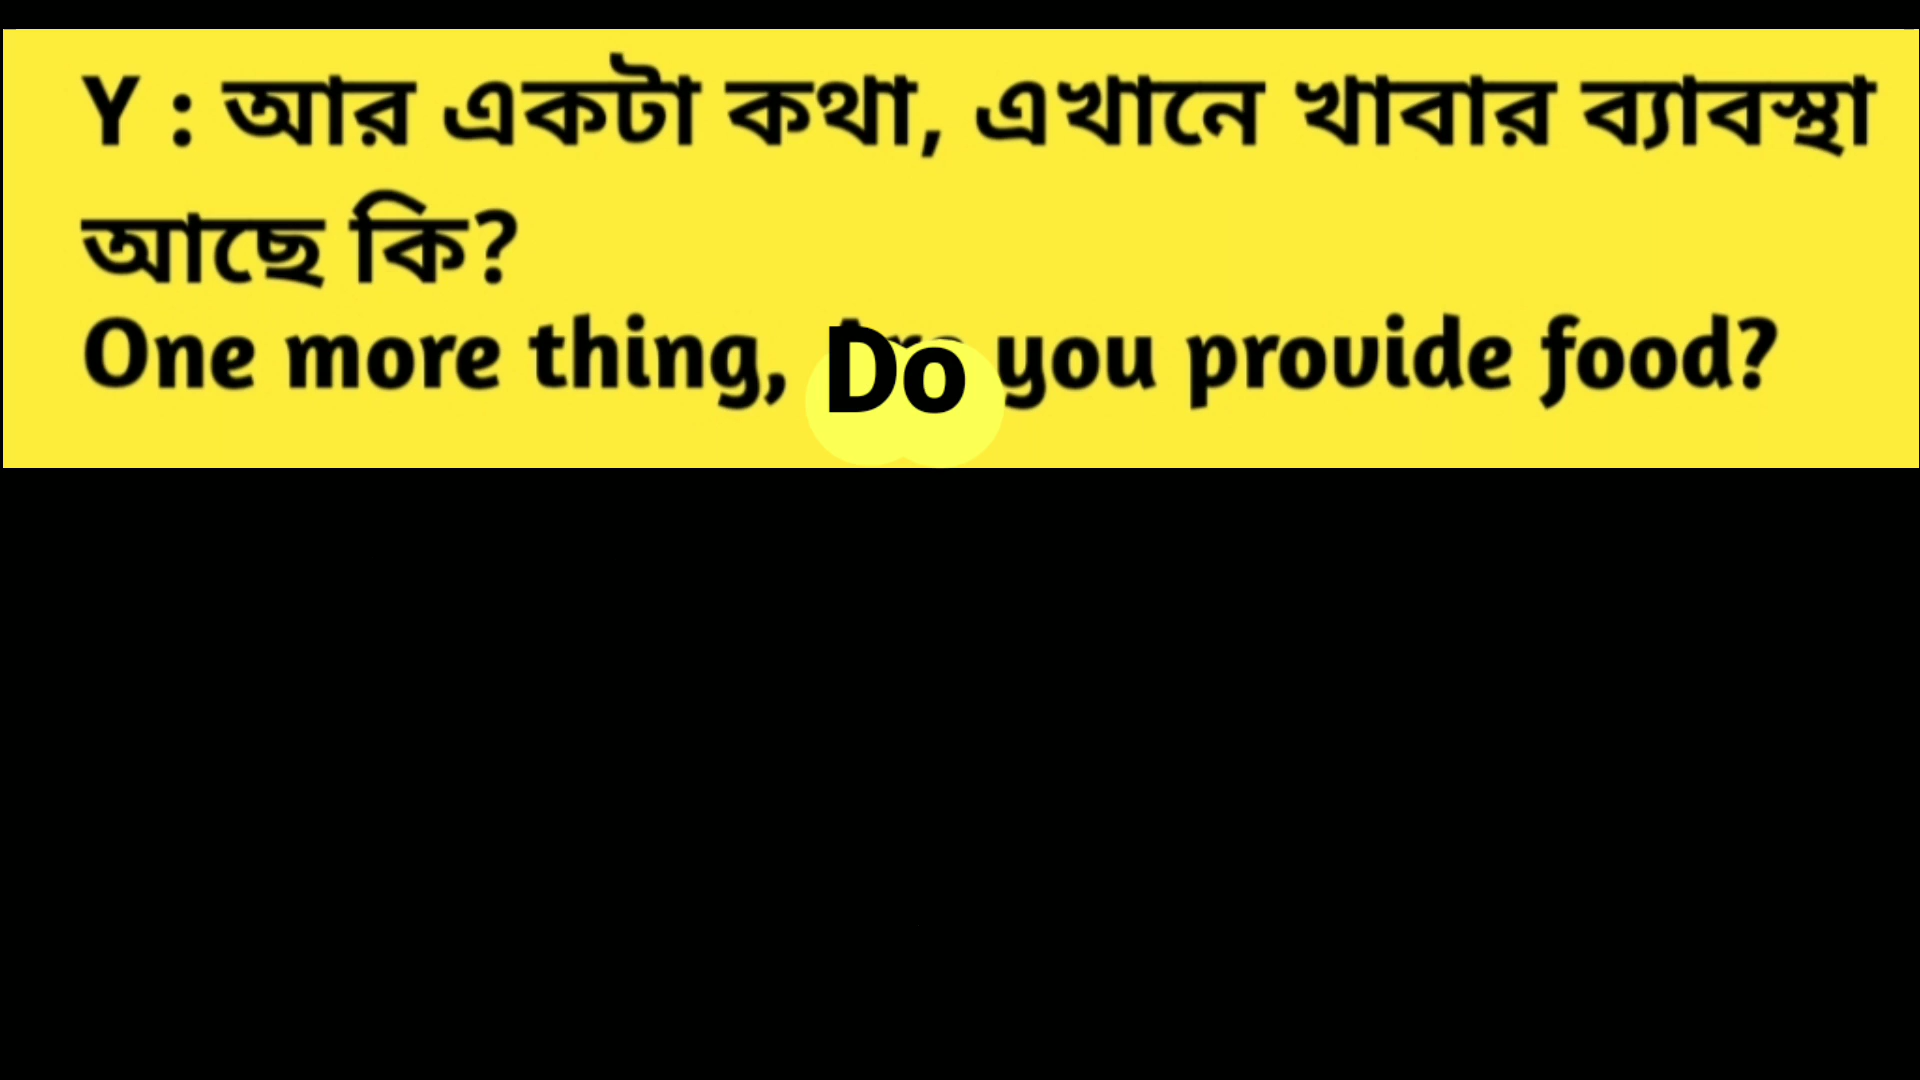 Y : আর একটা কথা, এখানে খাবার ব্যাবস্থা
আছে কি?
One more thing, Do you provide food?